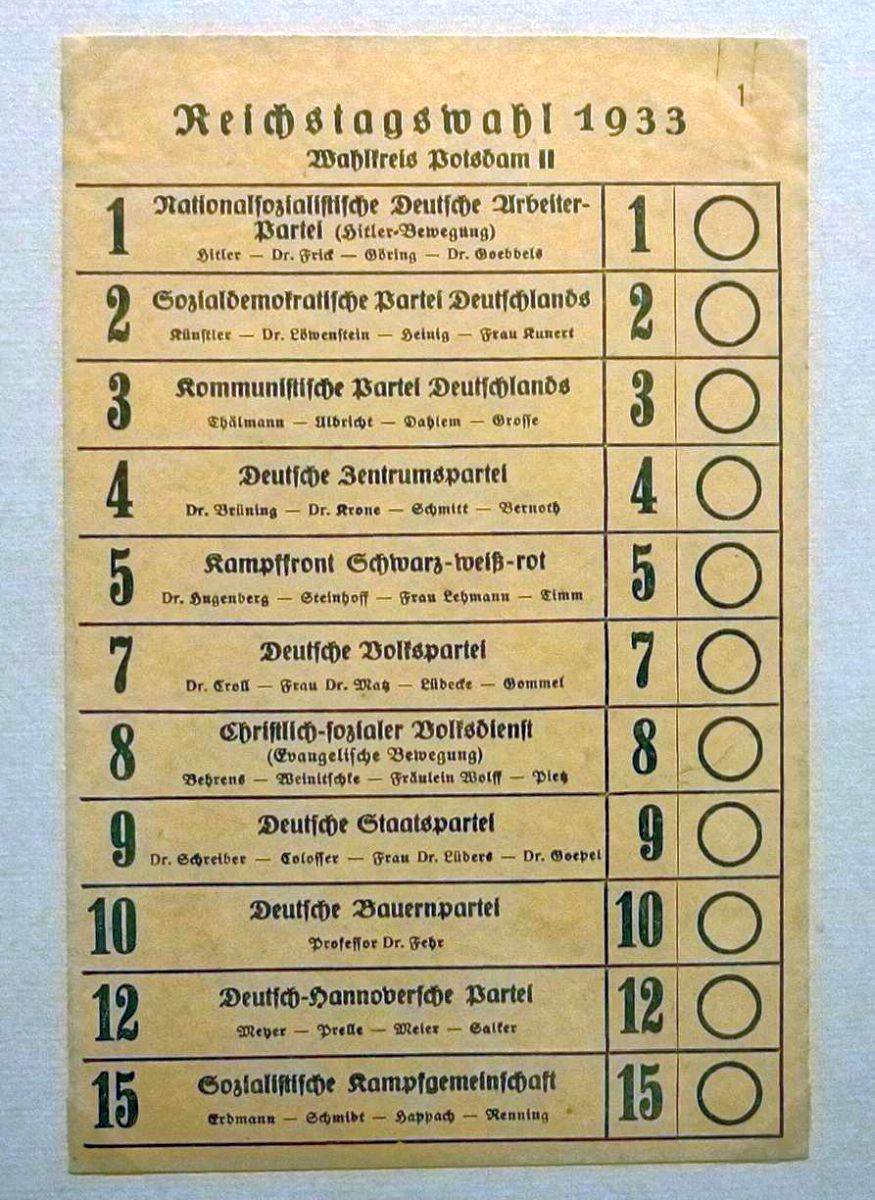 1
Reichstagswahl 1933
Wahlkreis Potsdam II
1 Nationalsozialistische Deutsche Arbeiter- 1
Partei (Hitler-Bewegung)
Hitler — Dr. Frick — Göring — Dr. Goebbels
2 Sozialdemokratische Partei Deutschlands 2
Künstler — Dr. Löwenstein — Heinig — Frau Kunert
3 Kommunistische Partei Deutschlands 3
Thälmann — Ulbricht — Dahlem — Grosse
4 Deutsche Zentrumspartei 4
Dr. Brüning — Dr. Krone — Schmitt — Bernoth
5 Kampffront Schwarz-weiß-rot 5
Dr. Hugenberg — Steinhoff — Frau Lehmann — Timm
7 Deutsche Volkspartei 7
Dr. Croll — Frau Dr. Matz — Lübecke — Gommel
8 Christlich-sozialer Volksdienst 8
(Evangelische Bewegung)
Behrens — Weinitschke — Fräulein Wolff — Pietz
9 Deutsche Staatspartei 9
Dr. Schreiber — Colosser — Frau Dr. Lüders — Dr. Goepel
10 Deutsche Bauernpartei 10
Professor Dr. Fehr
12 Deutsch-Hannoversche Partei 12
Meyer — Prelle — Meier — Salfer
15 Sozialistische Kampfgemeinschaft 15
Erdmann — Schmidt — Happach — Renning